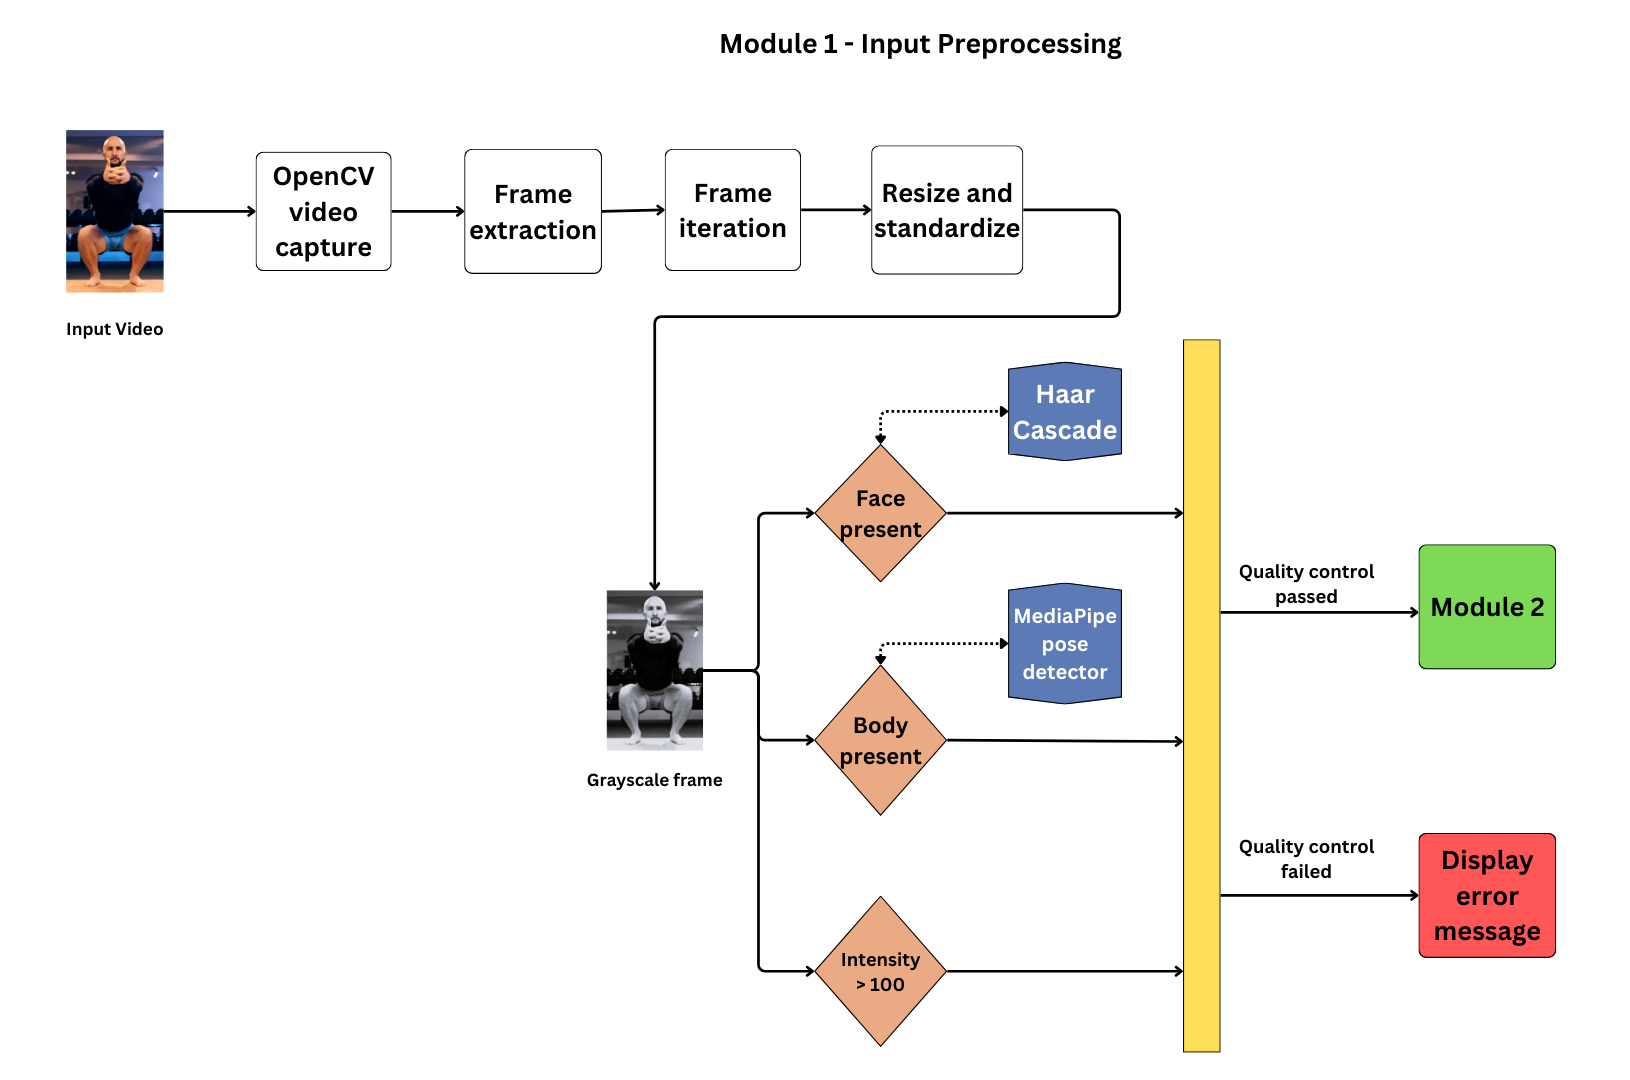 Module 1 - Input Preprocessing
OpenCV
video
capture
Frame
extraction
Frame
iteration
Resize and
standardize
Input Video
Haar
Cascade
Face
present
MediaPipe
pose
detector
Body
present
Grayscale frame
Intensity
> 100
Quality control
passed
Module 2
Quality control
failed
Display
error
message